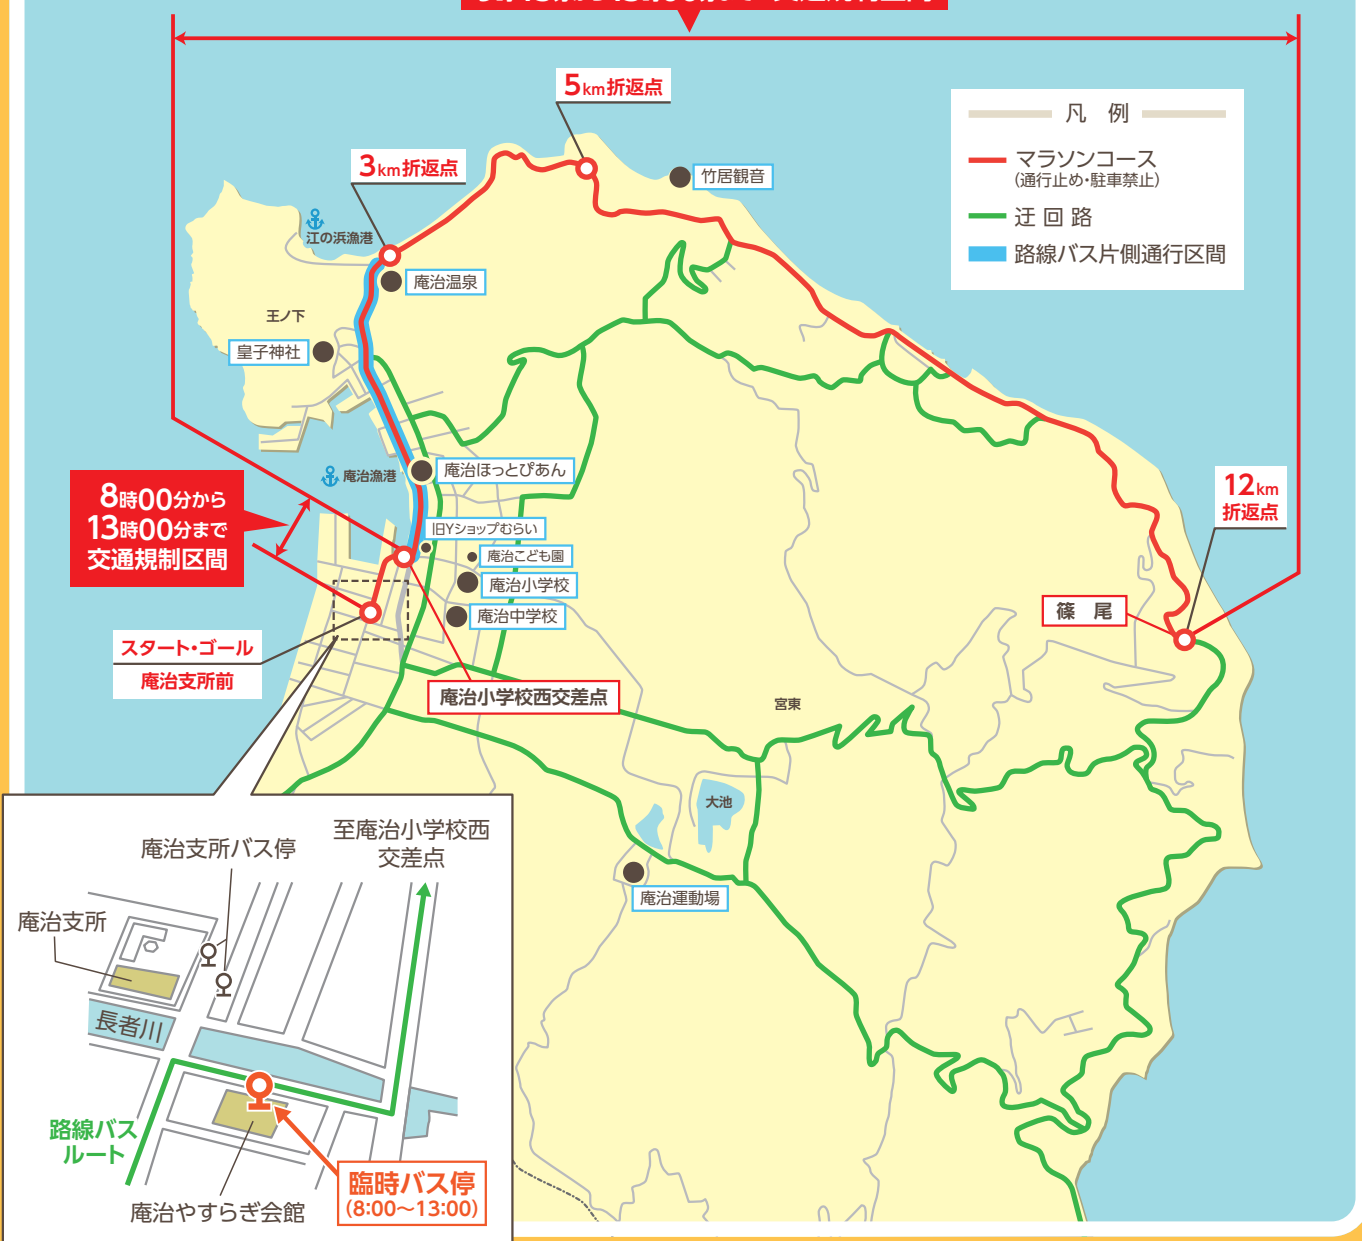 5km折返点
3km折返点
凡 例
マラソンコース
(通行止め・駐車禁止)
迂 回 路
路線バス片側通行区間
竹居観音
江の浜漁港
庵治温泉
王ノ下
皇子神社
庵治漁港
庵治ほっとぴあん
旧Yショップむらい
庵治こども園
庵治小学校
庵治中学校
8時00分から
13時00分まで
交通規制区間
12km
折返点
篠 尾
スタート・ゴール
庵治支所前
庵治小学校西交差点
宮東
大池
庵治運動場
庵治支所バス停
至庵治小学校西
交差点
庵治支所
長者川
路線バス
ルート
臨時バス停
(8:00〜13:00)
庵治やすらぎ会館